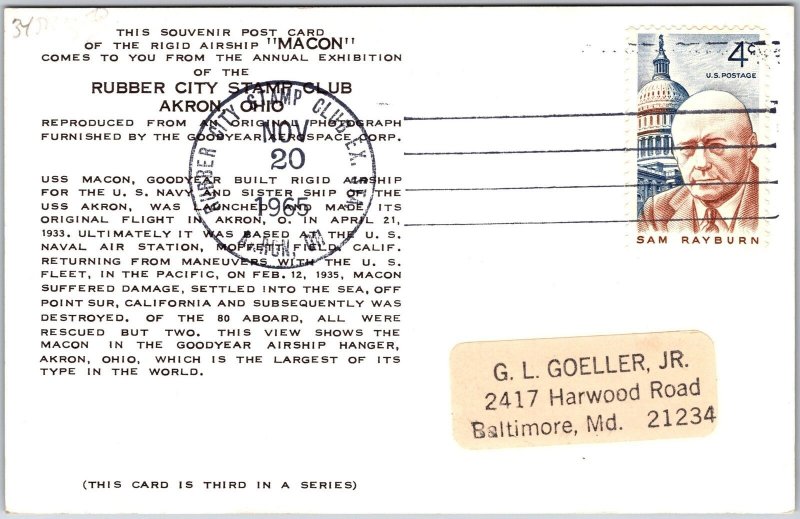 THIS SOUVENIR POST CARD
OF THE RIGID AIRSHIP "MACON"
COMES TO YOU FROM THE ANNUAL EXHIBITION
OF THE
RUBBER CITY STAMP CLUB
AKRON, OHIO
REPRODUCED FROM AN ORIGINAL PHOTOGRAPH
FURNISHED BY THE GOODYEAR AEROSPACE CORP.
USS MACON, GOODYEAR BUILT RIGID AIRSHIP
FOR THE U. S. NAVY AND SISTER SHIP OF THE
USS AKRON, WAS LAUNCHED AND MADE ITS
ORIGINAL FLIGHT IN AKRON, O. IN APRIL 21,
1933. ULTIMATELY IT WAS BASED AT THE U. S.
NAVAL AIR STATION, MOFFETT FIELD, CALIF.
RETURNING FROM MANEUVERS WITH THE U. S.
FLEET, IN THE PACIFIC, ON FEB. 12, 1935, MACON
SUFFERED DAMAGE, SETTLED INTO THE SEA, OFF
POINT SUR, CALIFORNIA AND SUBSEQUENTLY WAS
DESTROYED. OF THE 80 ABOARD, ALL WERE
RESCUED BUT TWO. THIS VIEW SHOWS THE
MACON IN THE GOODYEAR AIRSHIP HANGER,
AKRON, OHIO, WHICH IS THE LARGEST OF ITS
TYPE IN THE WORLD.
(THIS CARD IS THIRD IN A SERIES)
RUBBER CITY STAMP CLUB EX. STA.
NOV
20
1965
AKRON, OH
4c
U.S. POSTAGE
SAM RAYBURN
G. L. GOELLER, JR.
2417 Harwood Road
Baltimore, Md. 21234